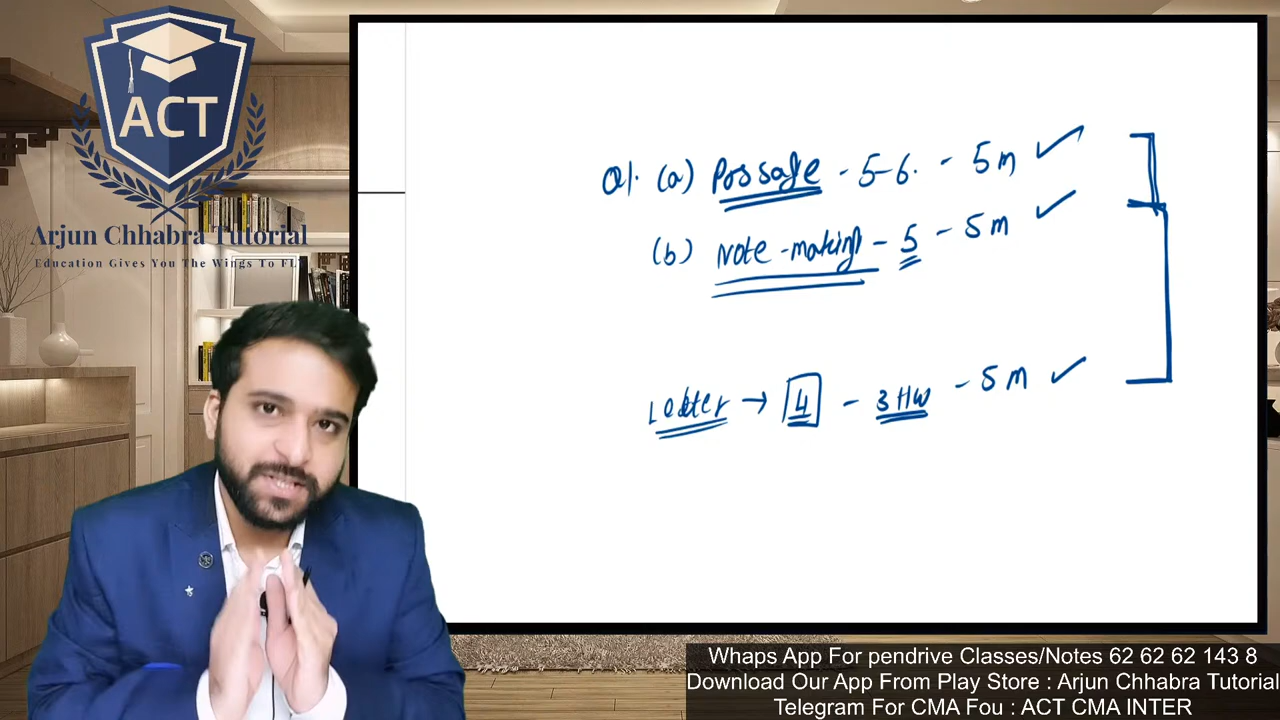 ACT
Arjun Chhabra Tutorial
Education Gives You The Wings To FL
Q1. (a) Passage - 5-6. - 5m
(b) Note-making - 5 - 5m
Letter → 4 - 3HW - 5m
Whaps App For pendrive Classes/Notes 62 62 62 143 8
Download Our App From Play Store : Arjun Chhabra Tutorial
Telegram For CMA Fou : ACT CMA INTER